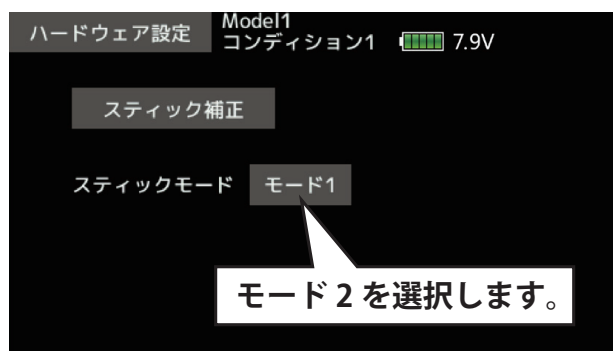 ハードウェア設定
Model1
コンディション1 7.9V
スティック補正
スティックモード モード1
モード 2 を選択します。